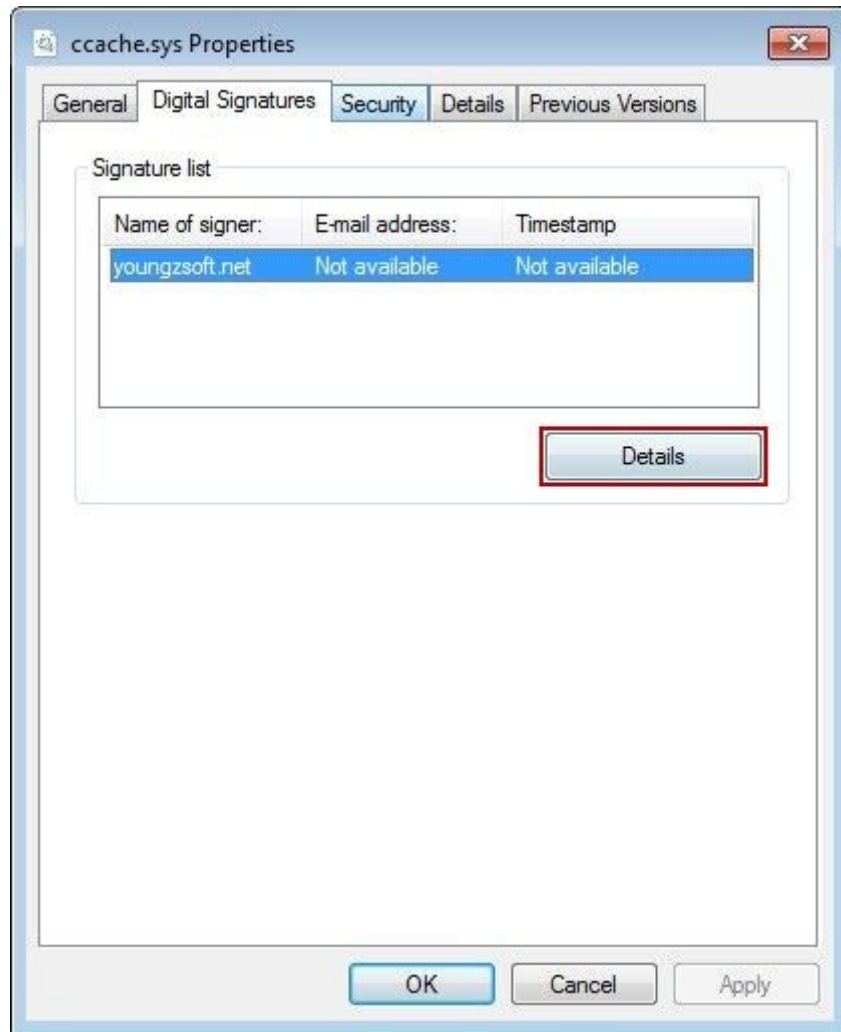 ccache.sys Properties
General Digital Signatures Security Details Previous Versions
Signature list
Name of signer: E-mail address: Timestamp
youngzsoft.net Not available Not available
Details
OK Cancel Apply